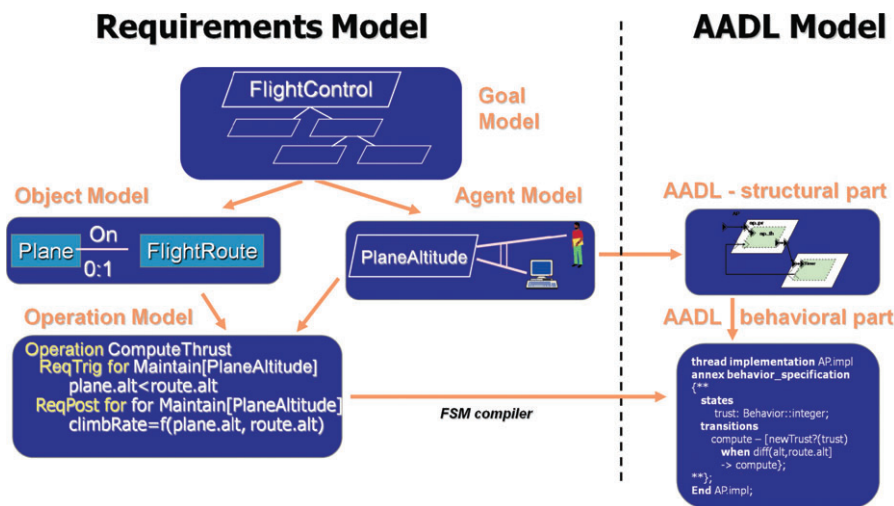 Requirements Model
AADL Model
FlightControl
Goal
Model
Object Model
Agent Model
AADL - structural part
Plane
On
0:1
FlightRoute
PlaneAltitude
Operation Model
AADL behavioral part
Operation ComputeThrust
ReqTrig for Maintain[PlaneAltitude]
plane.alt<route.alt
ReqPost for for Maintain[PlaneAltitude]
climbRate=f(plane.alt, route.alt)
FSM compiler
thread implementation AP.impl
annex behavior_specification
{**
states
trust: Behavior::integer;
transitions
compute – [newTrust?(trust)
when diff(alt,route.alt]
-> compute};
**};
End AP.impl;